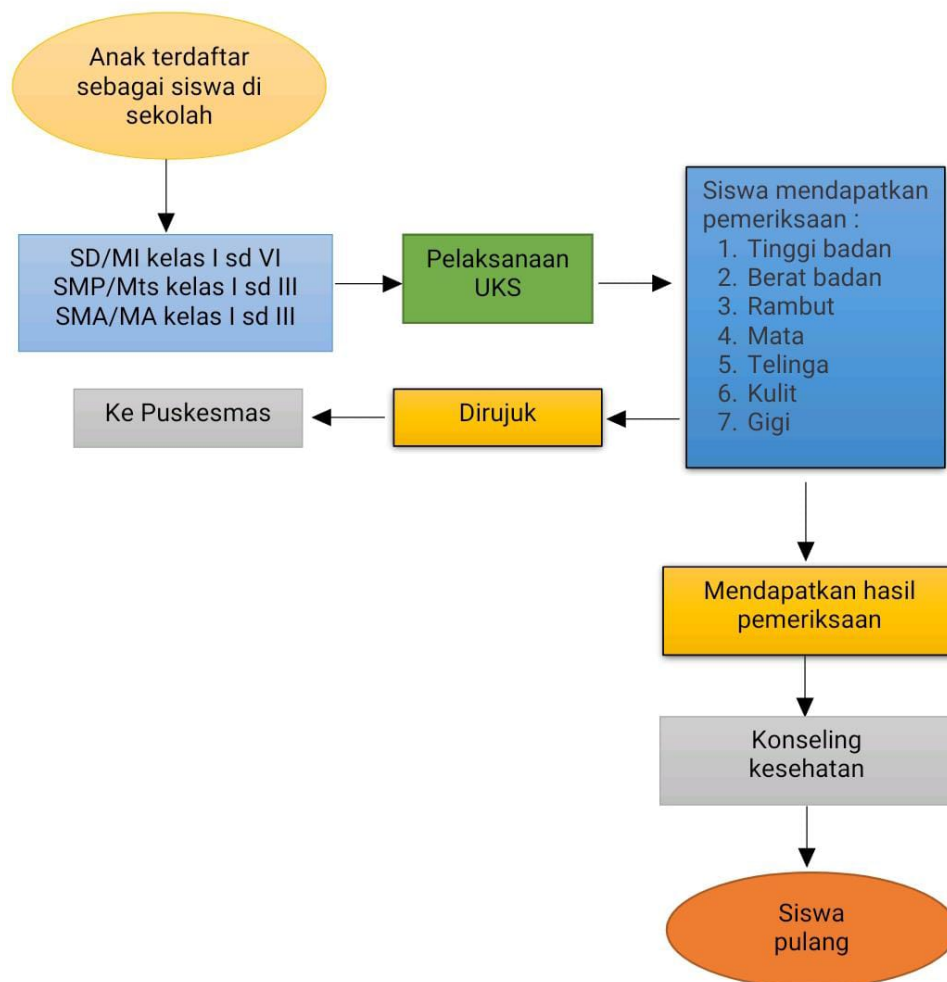 Anak terdaftar
sebagai siswa di
sekolah
SD/MI kelas I sd VI
SMP/Mts kelas I sd III
SMA/MA kelas I sd III
Pelaksanaan
UKS
Siswa mendapatkan
pemeriksaan :
1. Tinggi badan
2. Berat badan
3. Rambut
4. Mata
5. Telinga
6. Kulit
7. Gigi
Dirujuk
Ke Puskesmas
Mendapatkan hasil
pemeriksaan
Konseling
kesehatan
Siswa
pulang